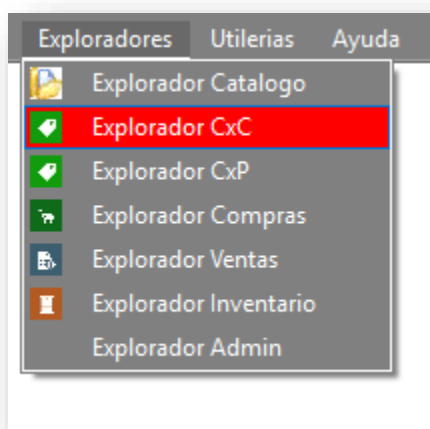 Exploradores Utilerias Ayuda
Explorador Catalogo
Explorador CxC
Explorador CxP
Explorador Compras
Explorador Ventas
Explorador Inventario
Explorador Admin